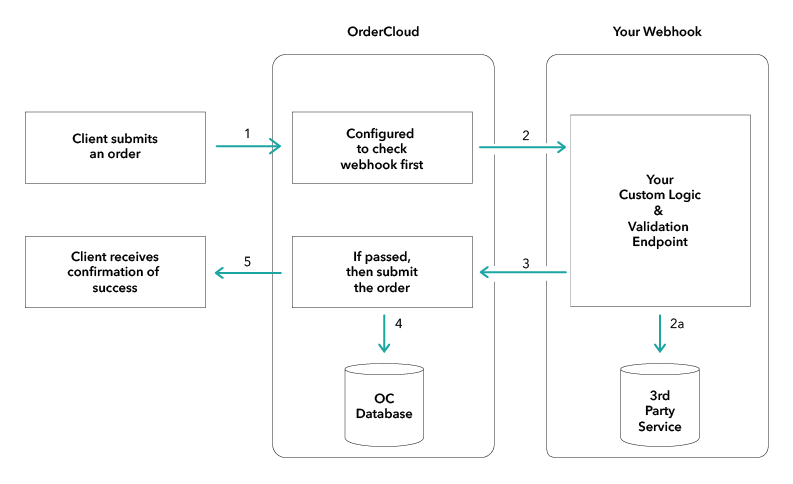 OrderCloud
Your Webhook
Client submits
an order
1
Configured
to check
webhook first
2
Your
Custom Logic
&
Validation
Endpoint
Client receives
confirmation of
success
5
If passed,
then submit
the order
3
4
2a
OC
Database
3rd
Party
Service